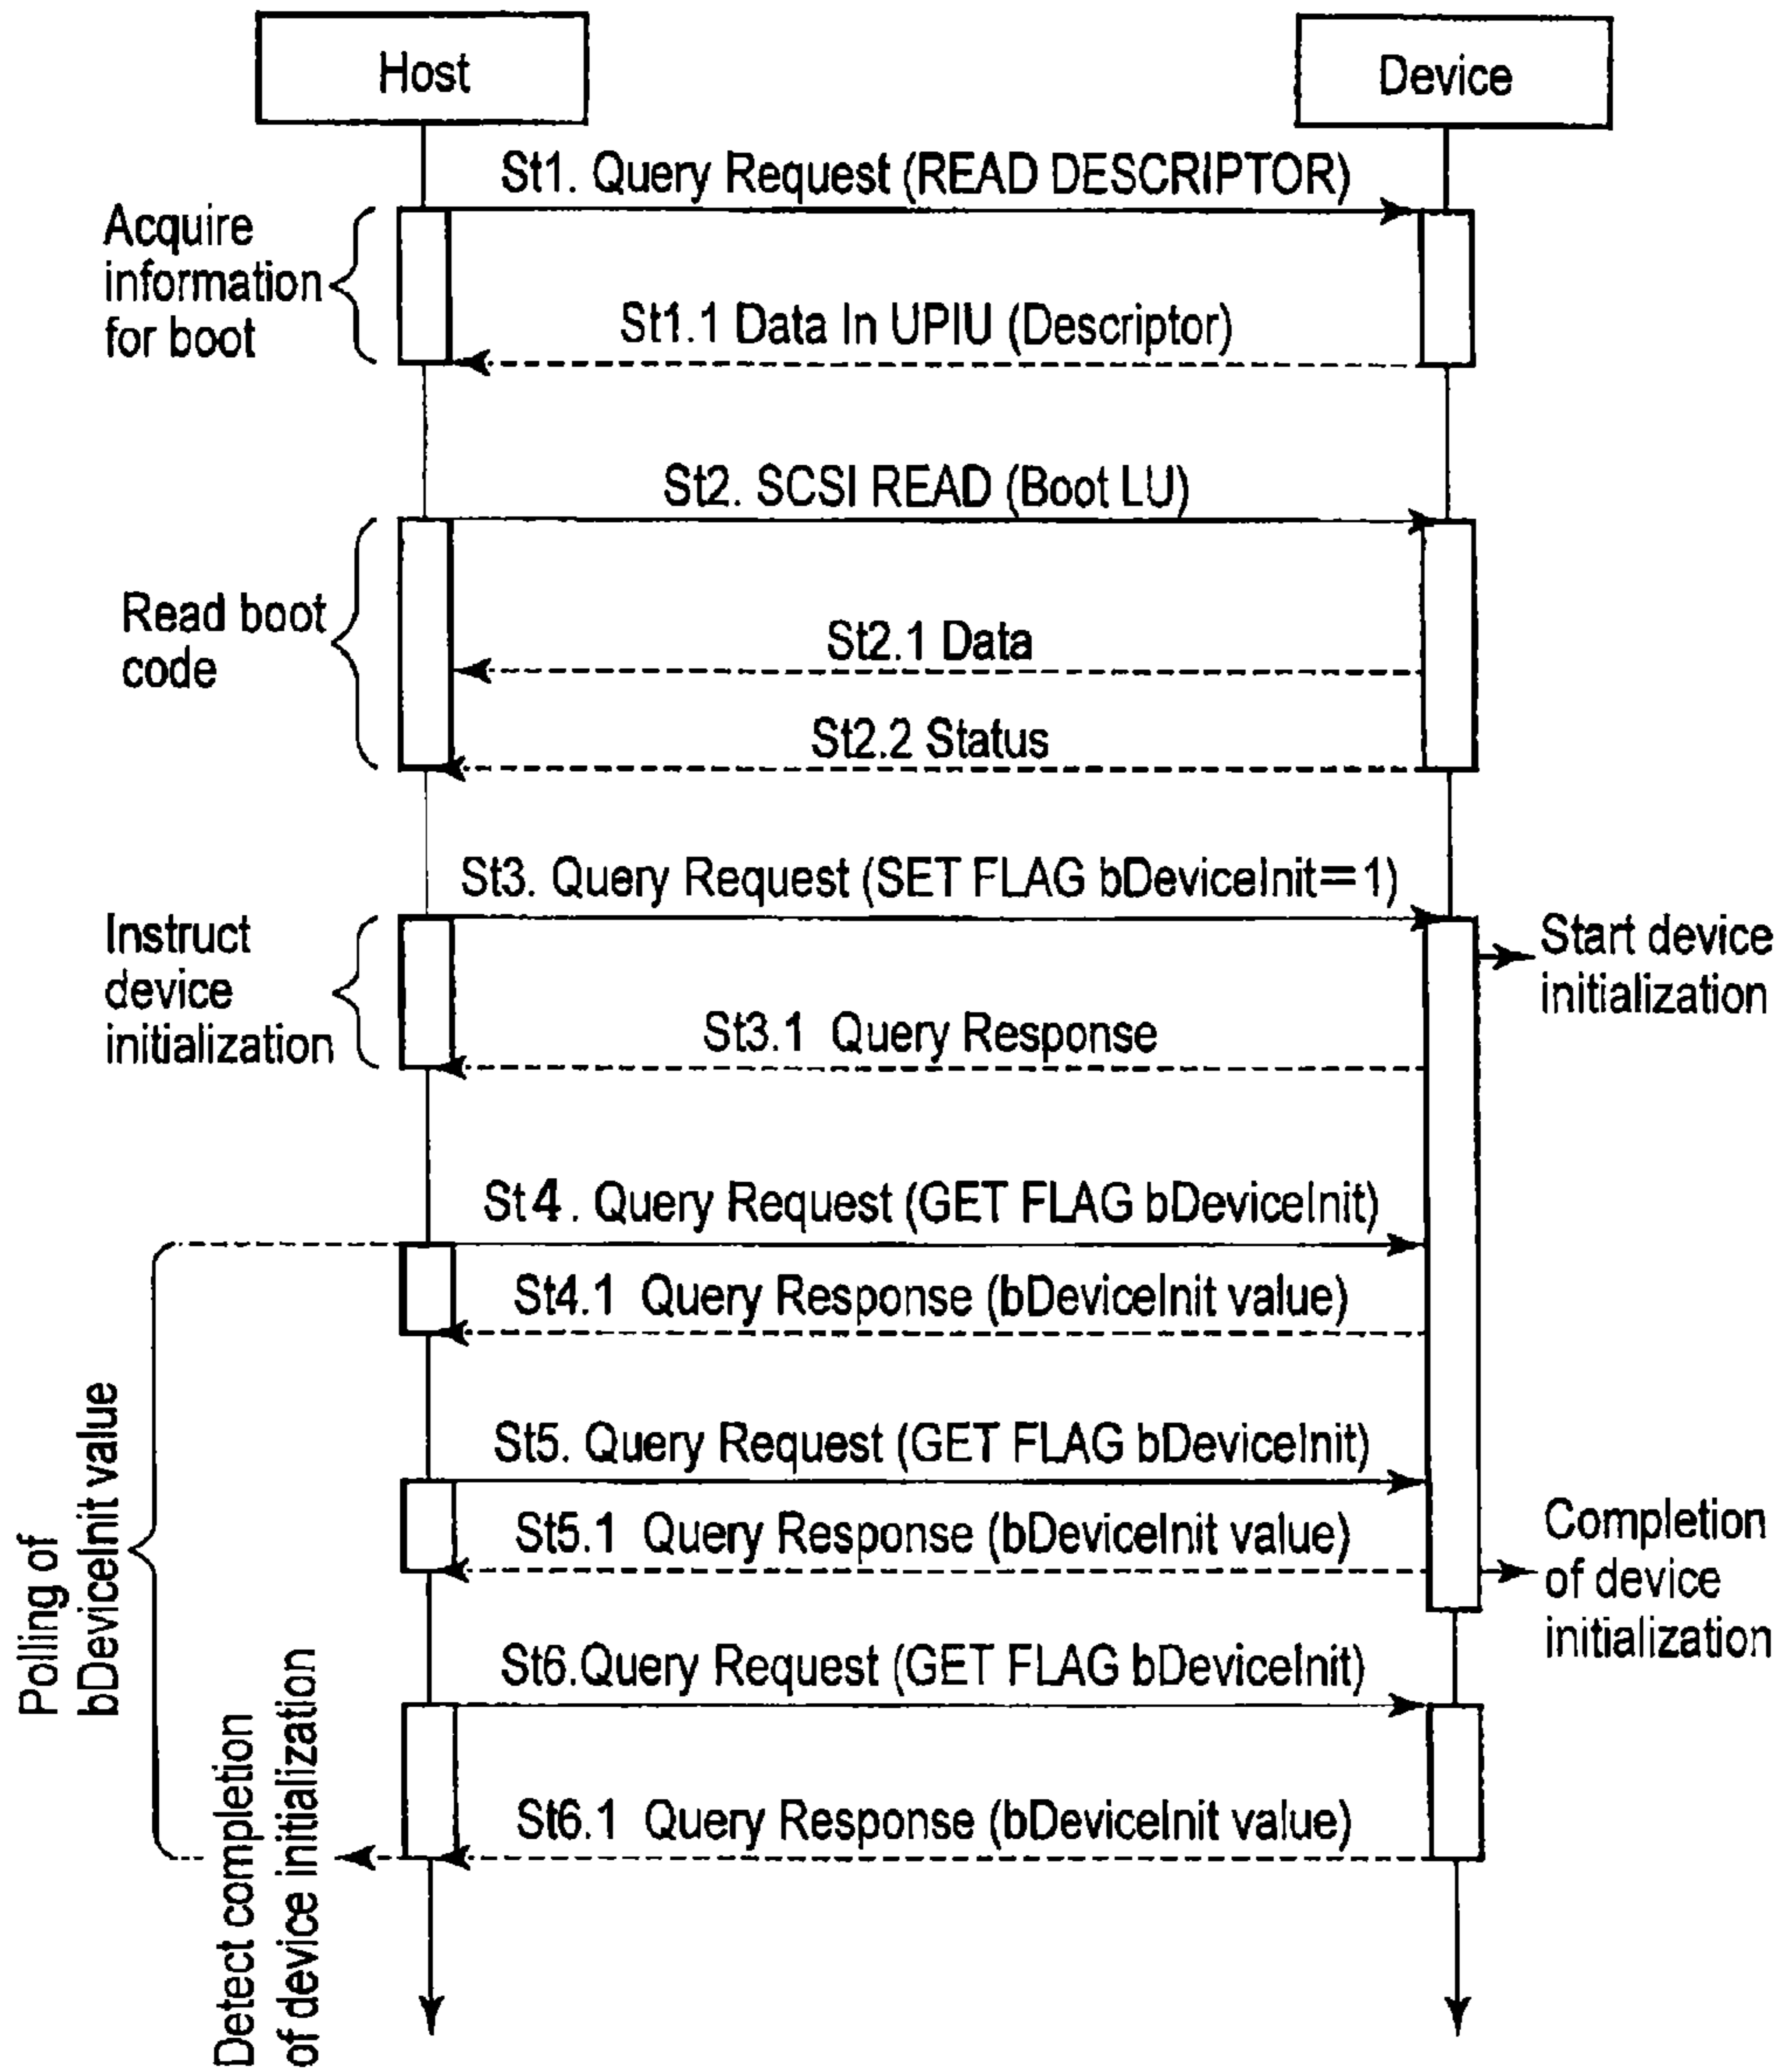 Host
Device
St1. Query Request (READ DESCRIPTOR)
Acquire
information
for boot
St1.1 Data In UPIU (Descriptor)
St2. SCSI READ (Boot LU)
Read boot
code
St2.1 Data
St2.2 Status
St3. Query Request (SET FLAG bDeviceInit=1)
Instruct
device
initialization
Start device
initialization
St3.1 Query Response
St4. Query Request (GET FLAG bDeviceInit)
St4.1 Query Response (bDeviceInit value)
Polling of
bDeviceInit value
St5. Query Request (GET FLAG bDeviceInit)
St5.1 Query Response (bDeviceInit value)
Completion
of device
initialization
St6.Query Request (GET FLAG bDeviceInit)
St6.1 Query Response (bDeviceInit value)
Detect completion
of device initialization